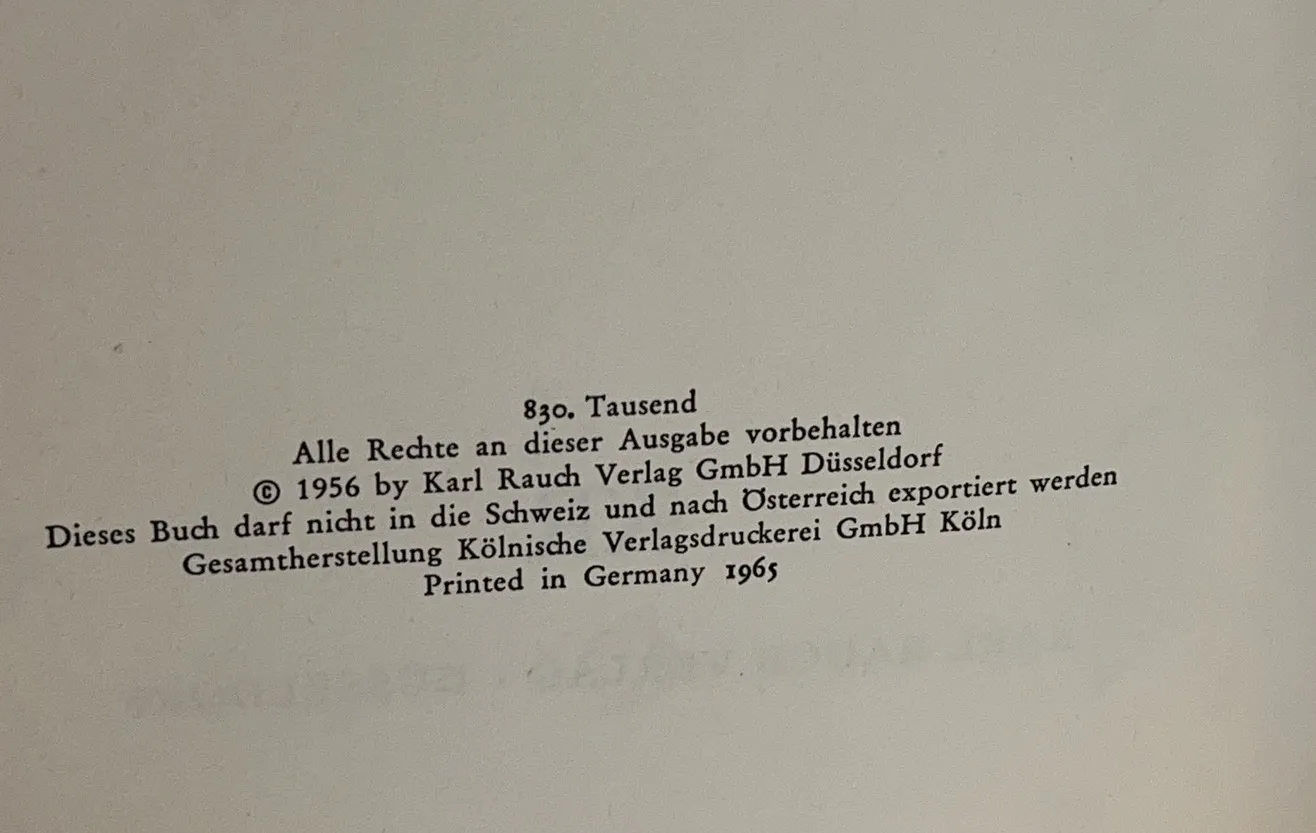 830. Tausend
Alle Rechte an dieser Ausgabe vorbehalten
© 1956 by Karl Rauch Verlag GmbH Düsseldorf
Dieses Buch darf nicht in die Schweiz und nach Österreich exportiert werden
Gesamtherstellung Kölnische Verlagsdruckerei GmbH Köln
Printed in Germany 1965